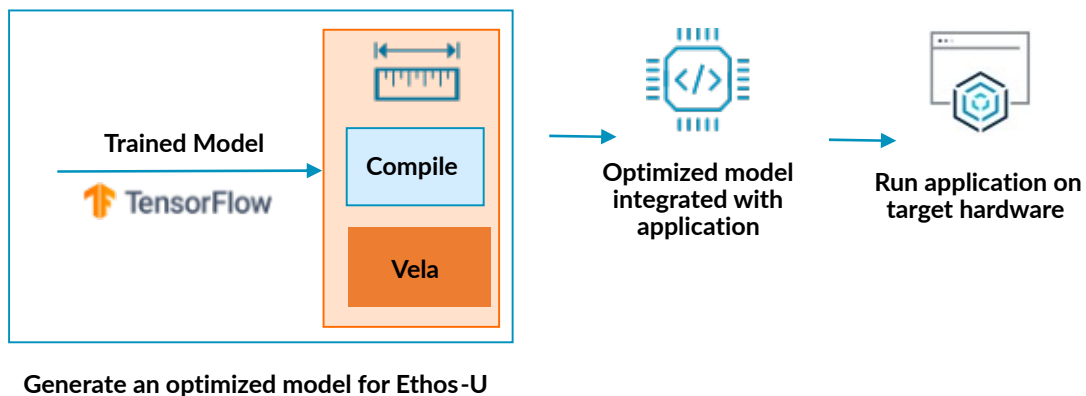 Trained Model
TensorFlow
Compile
Vela
</>
Optimized model
integrated with
application
Run application on
target hardware
Generate an optimized model for Ethos-U